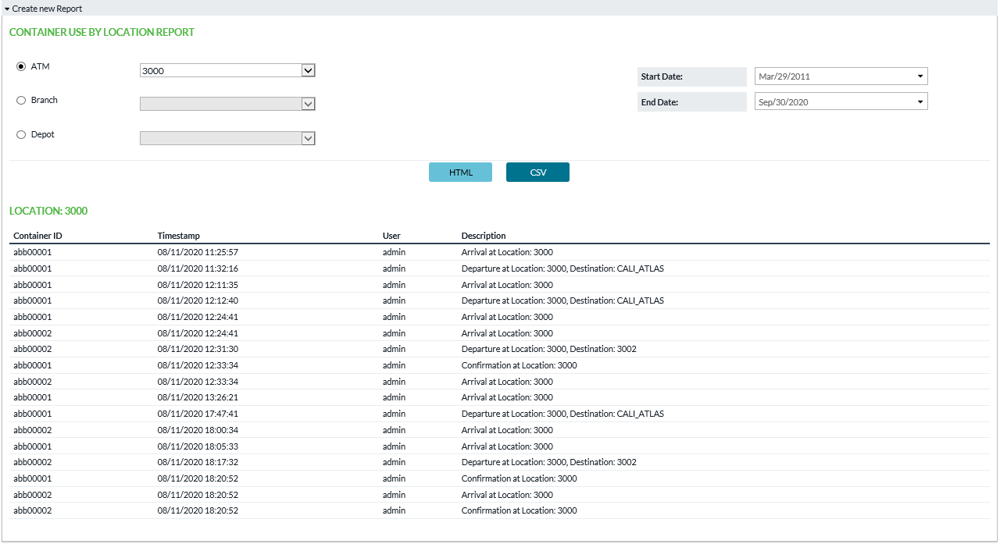 Create new Report
CONTAINER USE BY LOCATION REPORT
ATM 3000 Start Date: Mar/29/2011
Branch End Date: Sep/30/2020
Depot
HTML CSV
LOCATION: 3000
Container ID Timestamp User Description
abb00001 08/11/2020 11:25:57 admin Arrival at Location: 3000
abb00001 08/11/2020 11:32:16 admin Departure at Location: 3000, Destination: CALI_ATLAS
abb00001 08/11/2020 12:11:35 admin Arrival at Location: 3000
abb00001 08/11/2020 12:12:40 admin Departure at Location: 3000, Destination: CALI_ATLAS
abb00001 08/11/2020 12:24:41 admin Arrival at Location: 3000
abb00002 08/11/2020 12:24:41 admin Arrival at Location: 3000
abb00002 08/11/2020 12:31:30 admin Departure at Location: 3000, Destination: 3002
abb00001 08/11/2020 12:33:34 admin Confirmation at Location: 3000
abb00002 08/11/2020 12:33:34 admin Arrival at Location: 3000
abb00001 08/11/2020 13:26:21 admin Arrival at Location: 3000
abb00001 08/11/2020 17:47:41 admin Departure at Location: 3000, Destination: CALI_ATLAS
abb00002 08/11/2020 18:00:34 admin Arrival at Location: 3000
abb00001 08/11/2020 18:05:33 admin Arrival at Location: 3000
abb00002 08/11/2020 18:17:32 admin Departure at Location: 3000, Destination: 3002
abb00001 08/11/2020 18:20:52 admin Confirmation at Location: 3000
abb00002 08/11/2020 18:20:52 admin Arrival at Location: 3000
abb00002 08/11/2020 18:20:52 admin Confirmation at Location: 3000